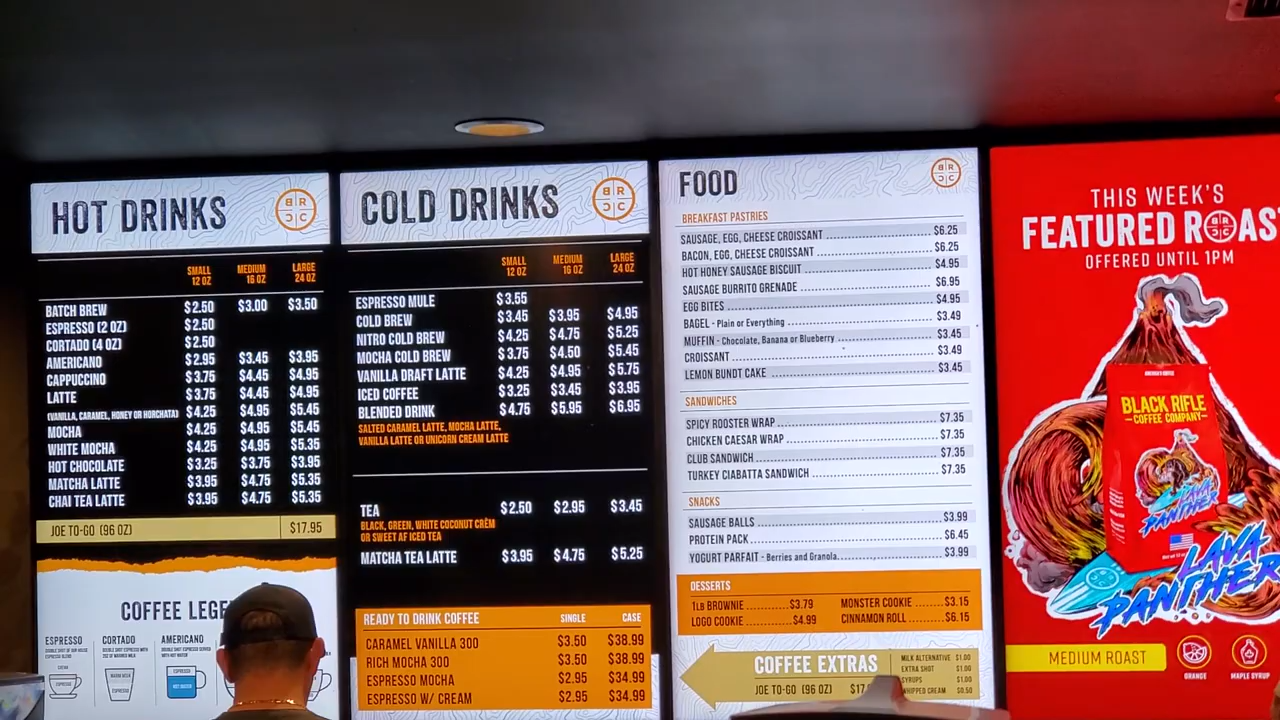 HOT DRINKS
BRCC
SMALL 12 OZ MEDIUM 16 OZ LARGE 24 OZ
BATCH BREW $2.50 $3.00 $3.50
ESPRESSO (2 OZ) $2.50
CORTADO (4 OZ) $2.50
AMERICANO $2.95 $3.45 $3.95
CAPPUCCINO $3.75 $4.45 $4.95
LATTE $3.75 $4.45 $4.95
(VANILLA, CARAMEL, HONEY OR HORCHATA) $4.25 $4.95 $5.45
MOCHA $4.25 $4.95 $5.45
WHITE MOCHA $4.25 $4.95 $5.35
HOT CHOCOLATE $3.25 $3.75 $3.95
MATCHA LATTE $3.95 $4.75 $5.35
CHAI TEA LATTE $3.95 $4.75 $5.35
JOE TO-GO (96 OZ) $17.95
COFFEE LEGE
ESPRESSO CORTADO AMERICANO
ESPRESSO
HOT WATER
COLD DRINKS
BRCC
SMALL 12 OZ MEDIUM 16 OZ LARGE 24 OZ
ESPRESSO MULE $3.55
COLD BREW $3.45 $3.95 $4.95
NITRO COLD BREW $4.25 $4.75 $5.25
MOCHA COLD BREW $3.75 $4.50 $5.45
VANILLA DRAFT LATTE $4.25 $4.95 $5.75
ICED COFFEE $3.25 $3.45 $3.95
BLENDED DRINK $4.75 $5.95 $6.95
SALTED CARAMEL LATTE, MOCHA LATTE,
VANILLA LATTE OR UNICORN CREAM LATTE
TEA $2.50 $2.95 $3.45
BLACK, GREEN, WHITE COCONUT CRÈM
OR SWEET AF ICED TEA
MATCHA TEA LATTE $3.95 $4.75 $5.25
READY TO DRINK COFFEE SINGLE CASE
CARAMEL VANILLA 300 $3.50 $38.99
RICH MOCHA 300 $3.50 $38.99
ESPRESSO MOCHA $2.95 $34.99
ESPRESSO W/ CREAM $2.95 $34.99
FOOD
BRCC
BREAKFAST PASTRIES
SAUSAGE, EGG, CHEESE CROISSANT $6.25
BACON, EGG, CHEESE CROISSANT $6.25
HOT HONEY SAUSAGE BISCUIT $4.95
SAUSAGE BURRITO GRENADE $6.95
EGG BITES $4.95
BAGEL - Plain or Everything $3.49
MUFFIN - Chocolate, Banana or Blueberry $3.45
CROISSANT $3.49
LEMON BUNDT CAKE $3.45
SANDWICHES
SPICY ROOSTER WRAP $7.35
CHICKEN CAESAR WRAP $7.35
CLUB SANDWICH $7.35
TURKEY CIABATTA SANDWICH $7.35
SNACKS
SAUSAGE BALLS $3.99
PROTEIN PACK $6.45
YOGURT PARFAIT - Berries and Granola $3.99
DESSERTS
1LB BROWNIE $3.79 MONSTER COOKIE $3.15
LOGO COOKIE $4.99 CINNAMON ROLL $6.15
COFFEE EXTRAS
JOE TO-GO (96 OZ) $17
MILK ALTERNATIVE $1.00
EXTRA SHOT $1.00
SYRUPS $1.00
WHIPPED CREAM $0.50
THIS WEEK'S
FEATURED ROAS
OFFERED UNTIL 1PM
BLACK RIFLE
COFFEE COMPANY
LAVA
PANTHER
LAVA
PANTHER
MEDIUM ROAST
ORANGE MAPLE SYRUP